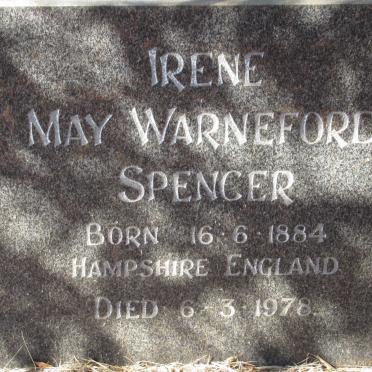 IRENE
MAY WARNEFORD
SPENCER
BORN 16·6·1884
HAMPSHIRE ENGLAND
DIED 6·3·1978